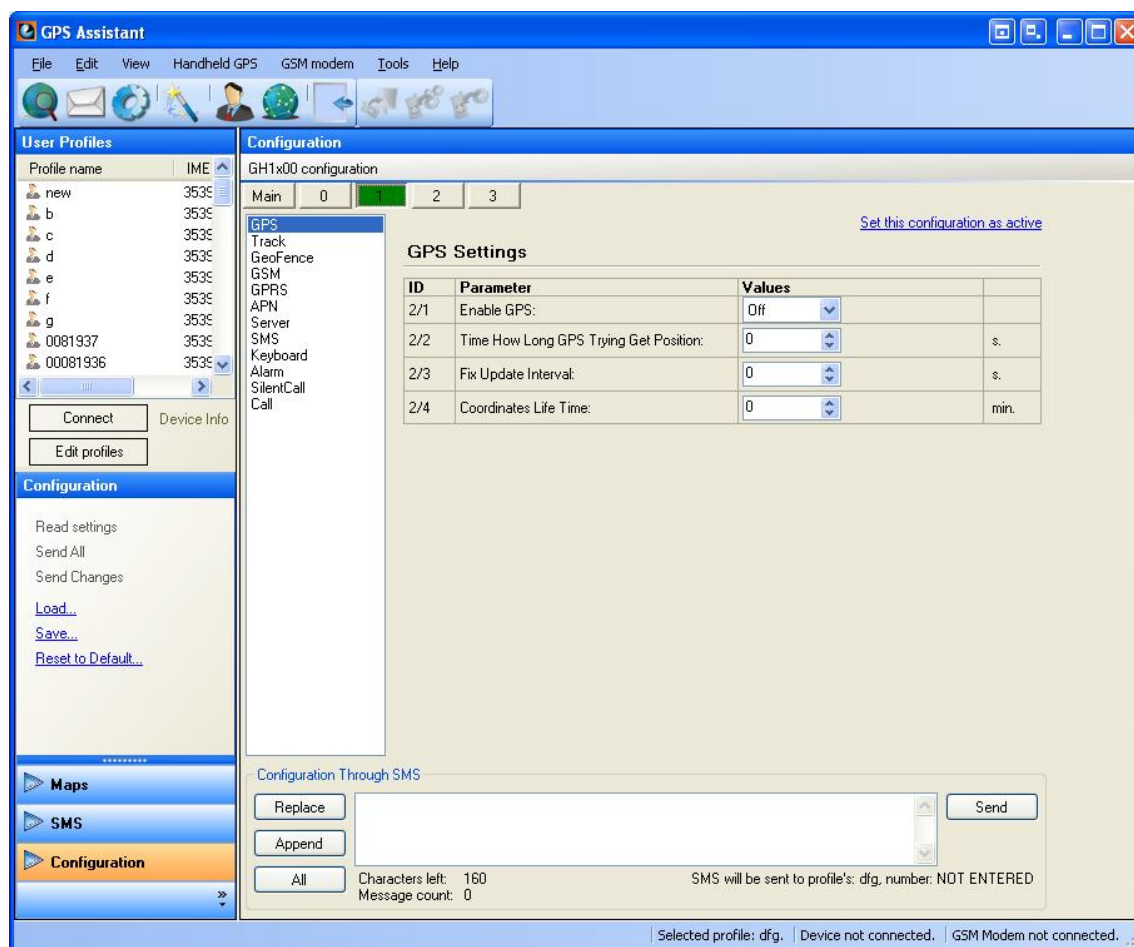 GPS Assistant
File Edit View Handheld GPS GSM modem Tools Help
User Profiles
Profile name IME
new 3539
b 3539
c 3539
d 3539
e 3539
f 3539
g 3539
0081937 3539
00081936 3539
Connect Device Info
Edit profiles
Configuration
Read settings
Send All
Send Changes
Load...
Save...
Reset to Default...
Maps
SMS
Configuration
Configuration
GH1x00 configuration
Main 0 1 2 3
GPS
Track
GeoFence
GSM
GPRS
APN
Server
SMS
Keyboard
Alarm
SilentCall
Call
Set this configuration as active
GPS Settings
ID Parameter Values
2/1 Enable GPS: Off
2/2 Time How Long GPS Trying Get Position: 0 s.
2/3 Fix Update Interval: 0 s.
2/4 Coordinates Life Time: 0 min.
Configuration Through SMS
Replace
Append
All
Send
Characters left: 160
Message count: 0
SMS will be sent to profile's: dfg, number: NOT ENTERED
Selected profile: dfg. Device not connected. GSM Modem not connected.